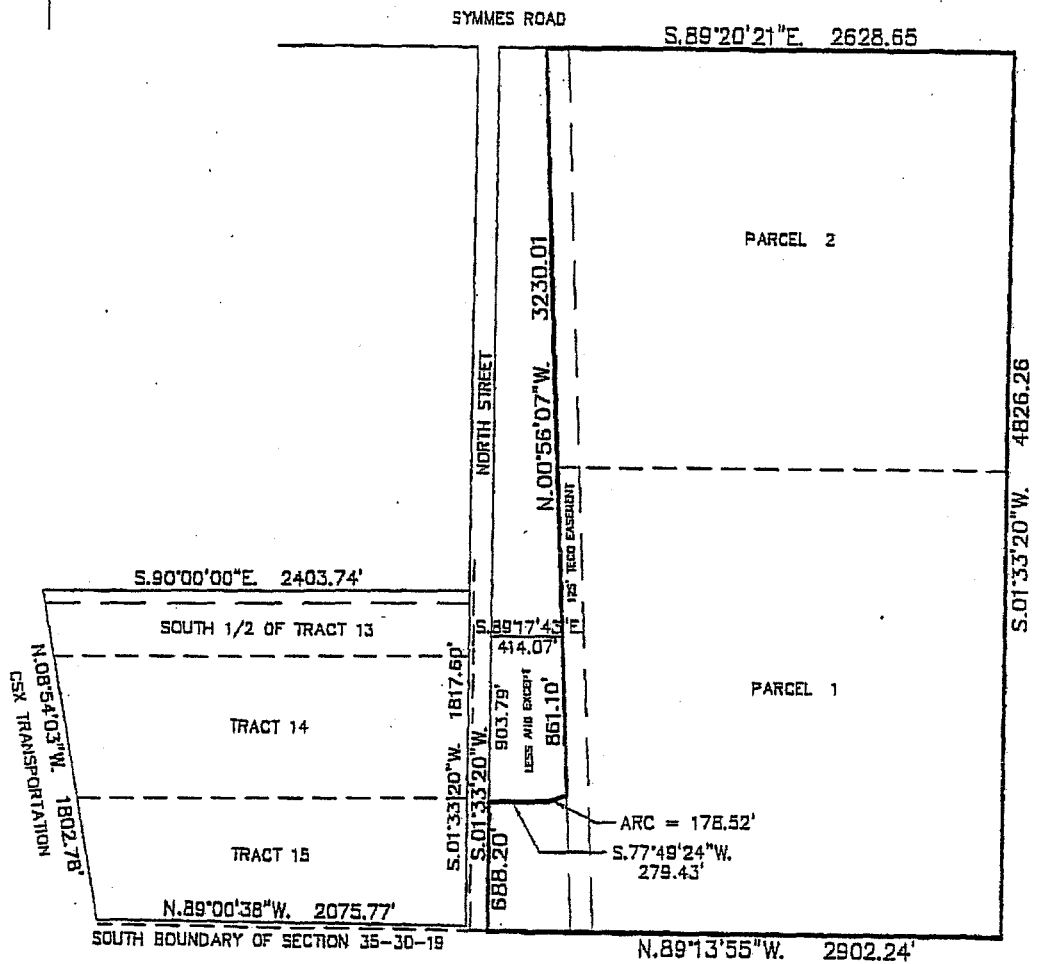 SYMMES ROAD
S.89°20'21"E. 2628.65
PARCEL 2
3230.01
N.00°56'07"W.
NORTH STREET
4826.26
S.01°33'20"W.
125' TECO EASEMENT
S.90°00'00"E. 2403.74'
SOUTH 1/2 OF TRACT 13
S.89°17'43"E
414.07'
N.08°54'03"W. 1802.78'
CSX TRANSPORTATION
TRACT 14
S.01°33'20"W. 1817.60'
S.01°33'20"W.
903.79'
LESS AND EXCEPT
861.10'
PARCEL 1
TRACT 15
688.20'
ARC = 178.52'
S.77°49'24"W.
279.43'
N.89°00'38"W. 2075.77'
SOUTH BOUNDARY OF SECTION 35-30-19
N.89°13'55"W. 2902.24'